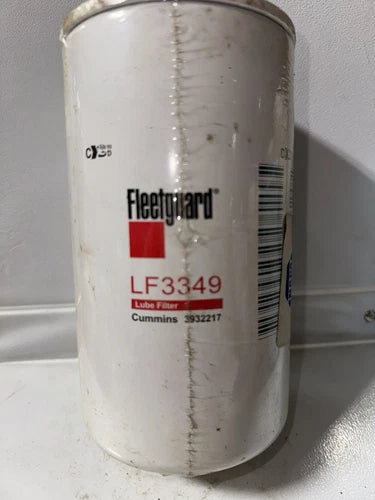 Fleetguard®
LF3349
Lube Filter
Cummins 3932217